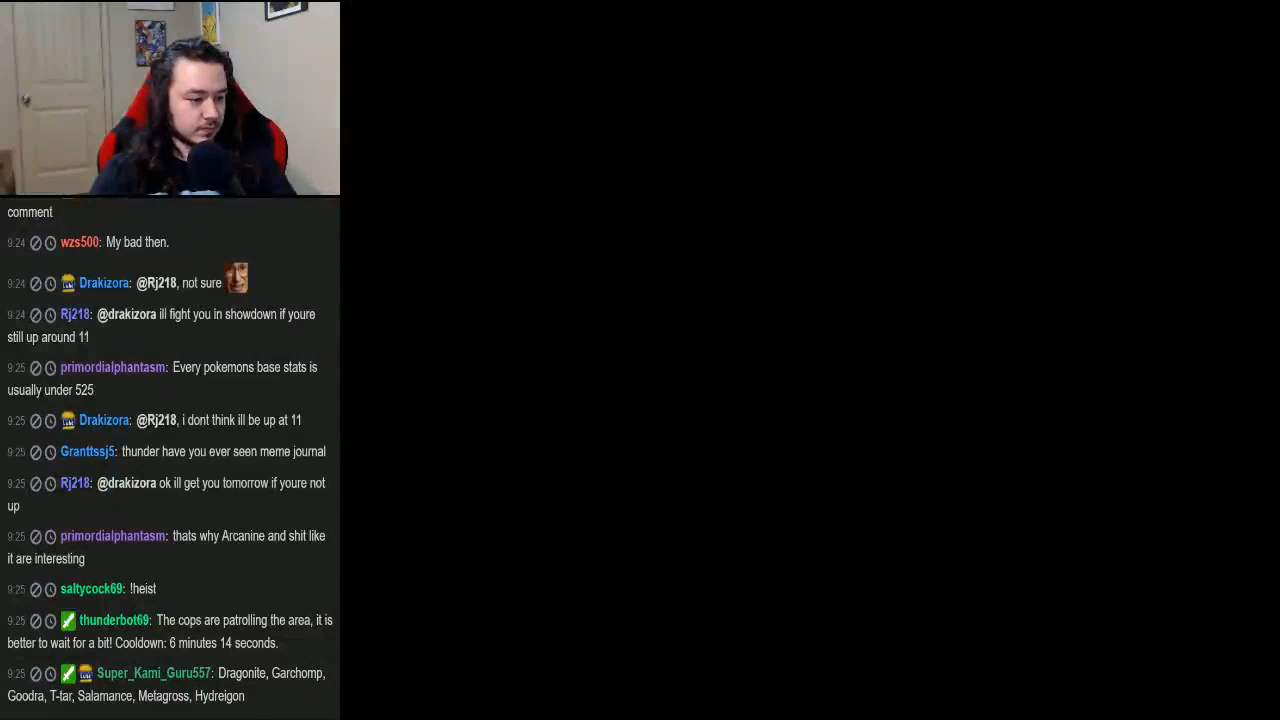 comment
9:24 wzs500: My bad then.
9:24 Drakizora: @Rj218, not sure
9:24 Rj218: @drakizora ill fight you in showdown if youre
still up around 11
9:25 primordialphantasm: Every pokemons base stats is
usually under 525
9:25 Drakizora: @Rj218, i dont think ill be up at 11
9:25 Granttssj5: thunder have you ever seen meme journal
9:25 Rj218: @drakizora ok ill get you tomorrow if youre not
up
9:25 primordialphantasm: thats why Arcanine and shit like
it are interesting
9:25 saltycock69: !heist
9:25 thunderbot69: The cops are patrolling the area, it is
better to wait for a bit! Cooldown: 6 minutes 14 seconds.
9:25 Super_Kami_Guru557: Dragonite, Garchomp,
Goodra, T-tar, Salamance, Metagross, Hydreigon